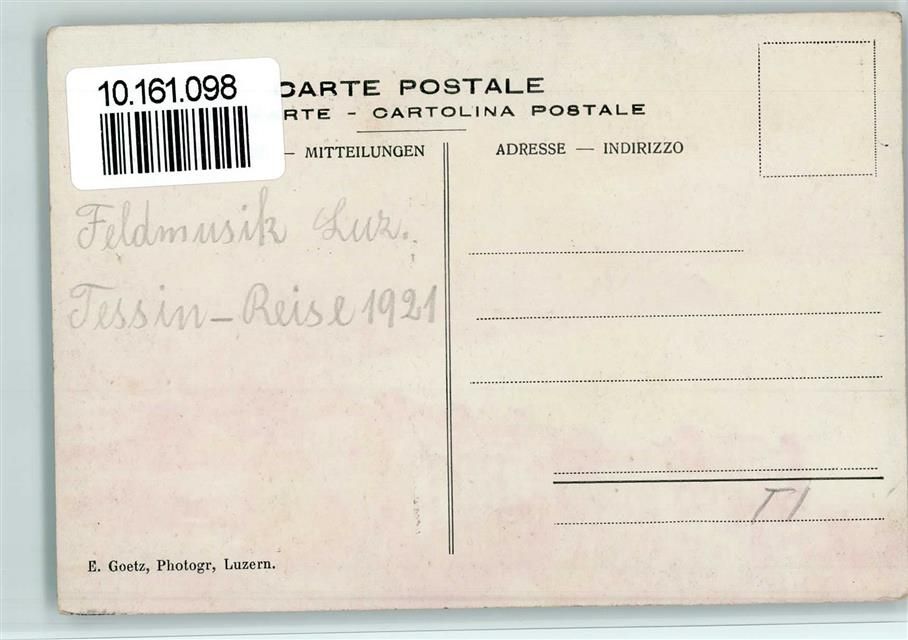 10.161.098
CARTE POSTALE
RTE - CARTOLINA POSTALE
— MITTEILUNGEN
ADRESSE — INDIRIZZO
Feldmusik Luz.
Tessin-Reise 1921
TI
E. Goetz, Photogr, Luzern.